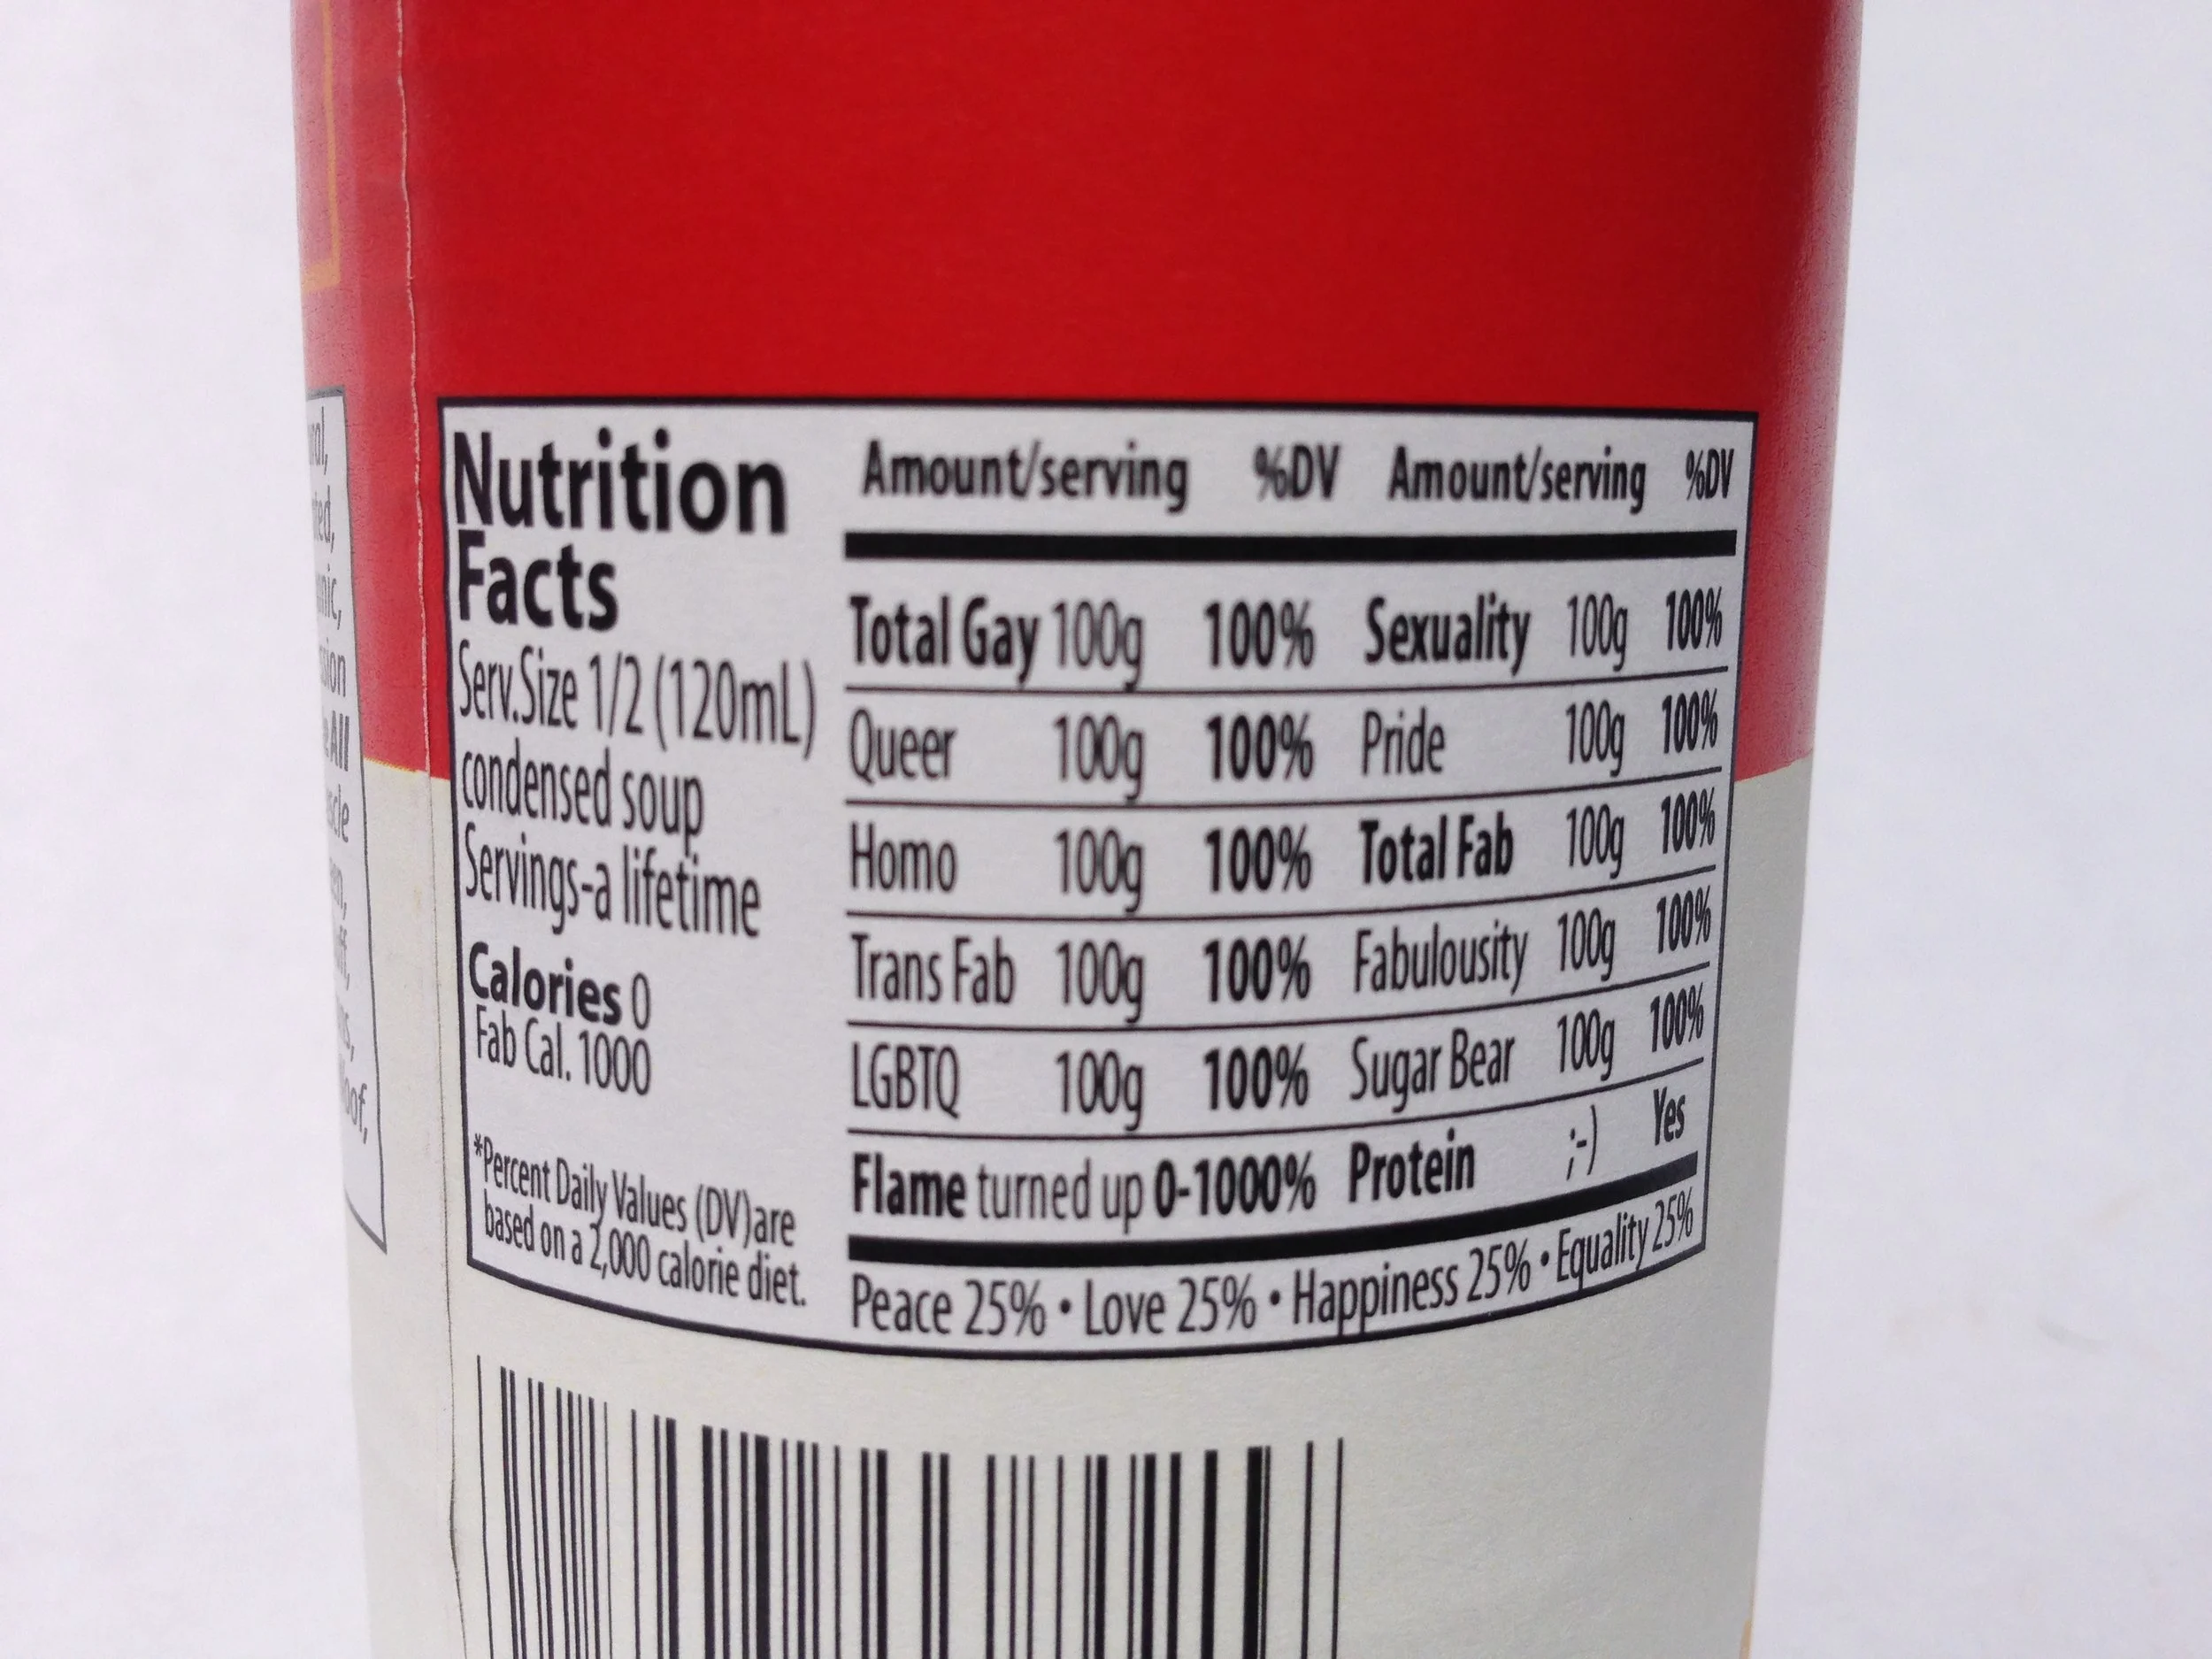 Nutrition
Facts
Serv.Size 1/2 (120mL)
condensed soup
Servings-a lifetime
Calories 0
Fab Cal. 1000
*Percent Daily Values (DV)are
based on a 2,000 calorie diet.
Amount/serving %DV Amount/serving %DV
Total Gay 100g 100% Sexuality 100g 100%
Queer 100g 100% Pride 100g 100%
Homo 100g 100% Total Fab 100g 100%
Trans Fab 100g 100% Fabulousity 100g 100%
LGBTQ 100g 100% Sugar Bear 100g 100%
Flame turned up 0-1000% Protein ;-) Yes
Peace 25% • Love 25% • Happiness 25% • Equality 25%
All